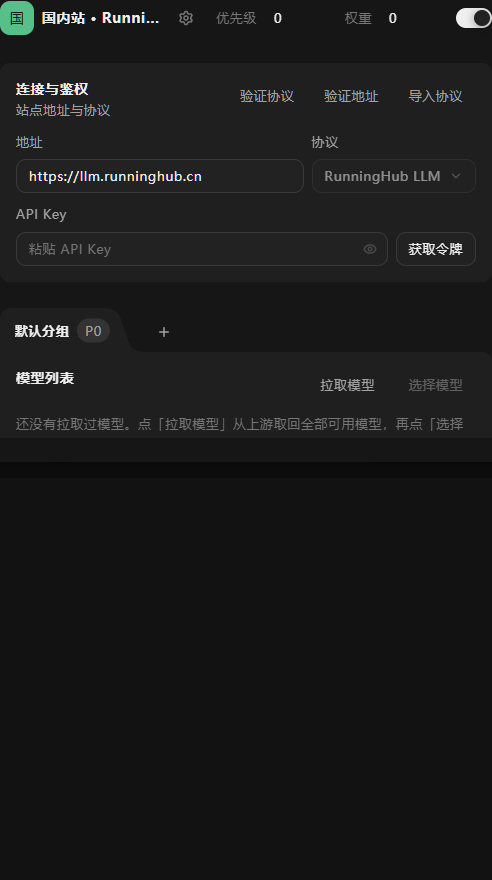 国 国内站 • Runni... 优先级 0 权重 0
连接与鉴权
站点地址与协议
验证协议 验证地址 导入协议
地址 协议
https://llm.runninghub.cn RunningHub LLM
API Key
粘贴 API Key 获取令牌
默认分组 P0 +
模型列表
拉取模型 选择模型
还没有拉取过模型。点「拉取模型」从上游取回全部可用模型，再点「选择